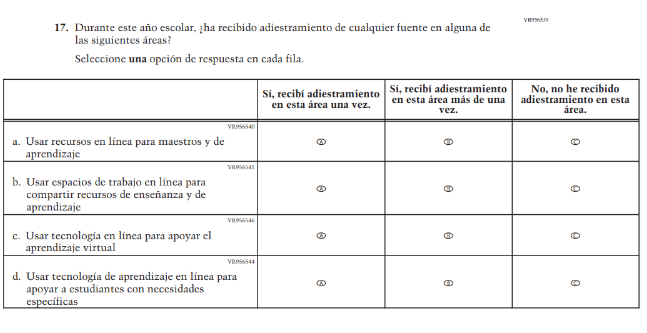 VR956539
17. Durante este año escolar, ¿ha recibido adiestramiento de cualquier fuente en alguna de
las siguientes áreas?
Seleccione una opción de respuesta en cada fila.
Sí, recibí adiestramiento
en esta área una vez.
Sí, recibí adiestramiento
en esta área más de una
vez.
No, no he recibido
adiestramiento en esta
área.
VR956540
a. Usar recursos en línea para maestros y de
aprendizaje
A B C
VR956541
b. Usar espacios de trabajo en línea para
compartir recursos de enseñanza y de
aprendizaje
A B C
VR956546
c. Usar tecnología en línea para apoyar el
aprendizaje virtual
A B C
VR956544
d. Usar tecnología de aprendizaje en línea para
apoyar a estudiantes con necesidades
específicas
A B C